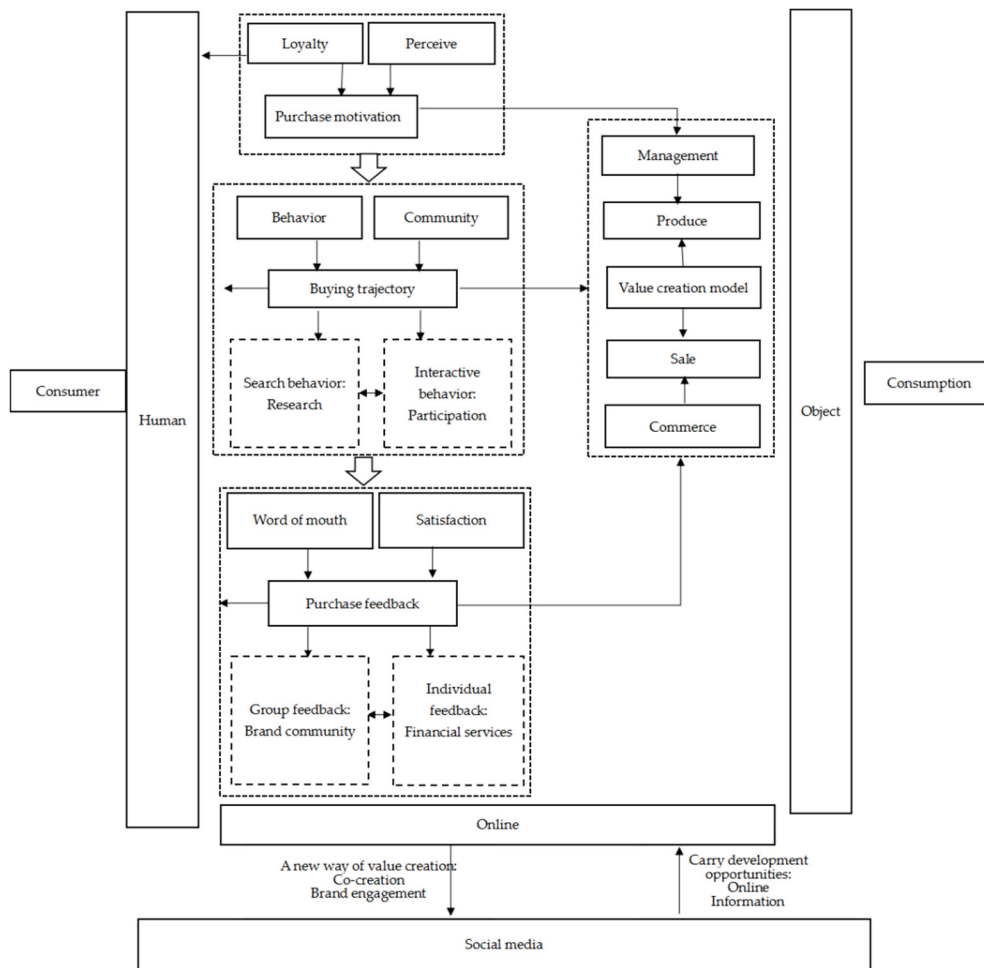 Loyalty
Perceive
Purchase motivation
Management
Behavior
Community
Produce
Buying trajectory
Value creation model
Search behavior:
Research
Interactive
behavior:
Participation
Sale
Commerce
Consumer
Human
Object
Consumption
Word of mouth
Satisfaction
Purchase feedback
Group feedback:
Brand community
Individual
feedback:
Financial services
Online
A new way of value creation:
Co-creation
Brand engagement
Carry development
opportunities:
Online
Information
Social media